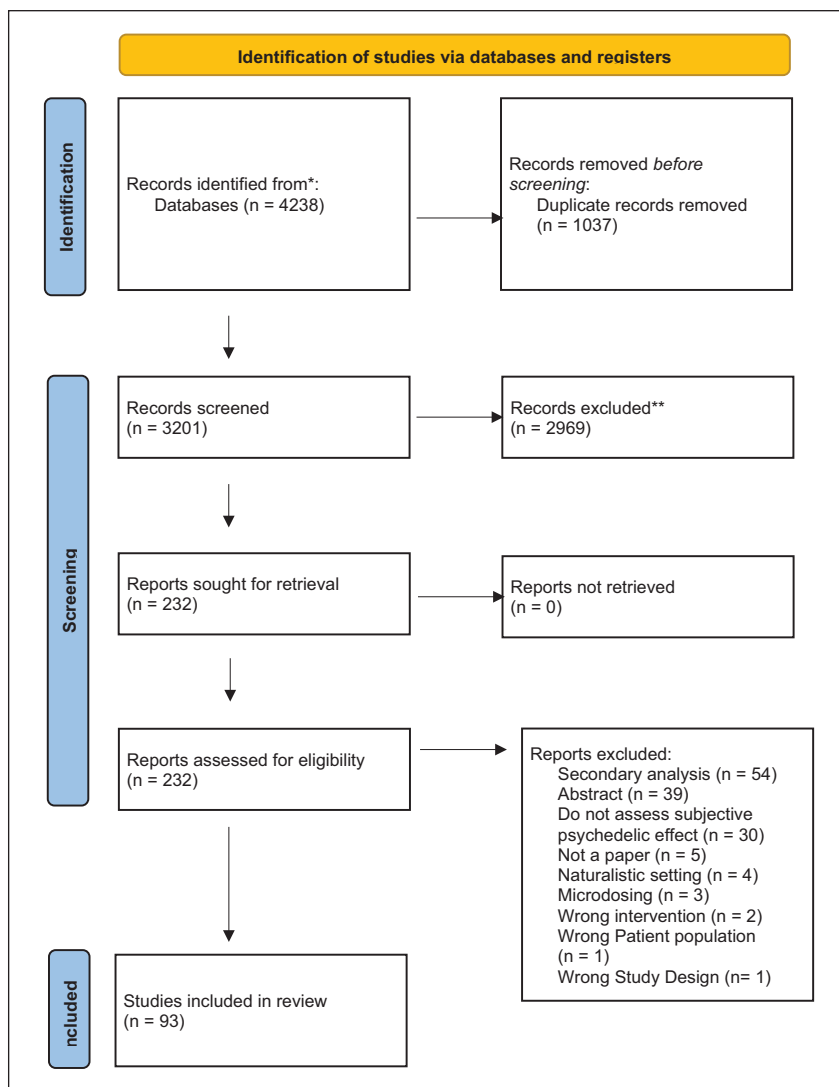 Identification of studies via databases and registers
Identification
Records identified from*:
Databases (n = 4238)
Records removed before
screening:
Duplicate records removed
(n = 1037)
Screening
Records screened
(n = 3201)
Records excluded**
(n = 2969)
Reports sought for retrieval
(n = 232)
Reports not retrieved
(n = 0)
Reports assessed for eligibility
(n = 232)
Reports excluded:
Secondary analysis (n = 54)
Abstract (n = 39)
Do not assess subjective
psychedelic effect (n = 30)
Not a paper (n = 5)
Naturalistic setting (n = 4)
Microdosing (n = 3)
Wrong intervention (n = 2)
Wrong Patient population
(n = 1)
Wrong Study Design (n= 1)
ncluded
Studies included in review
(n = 93)